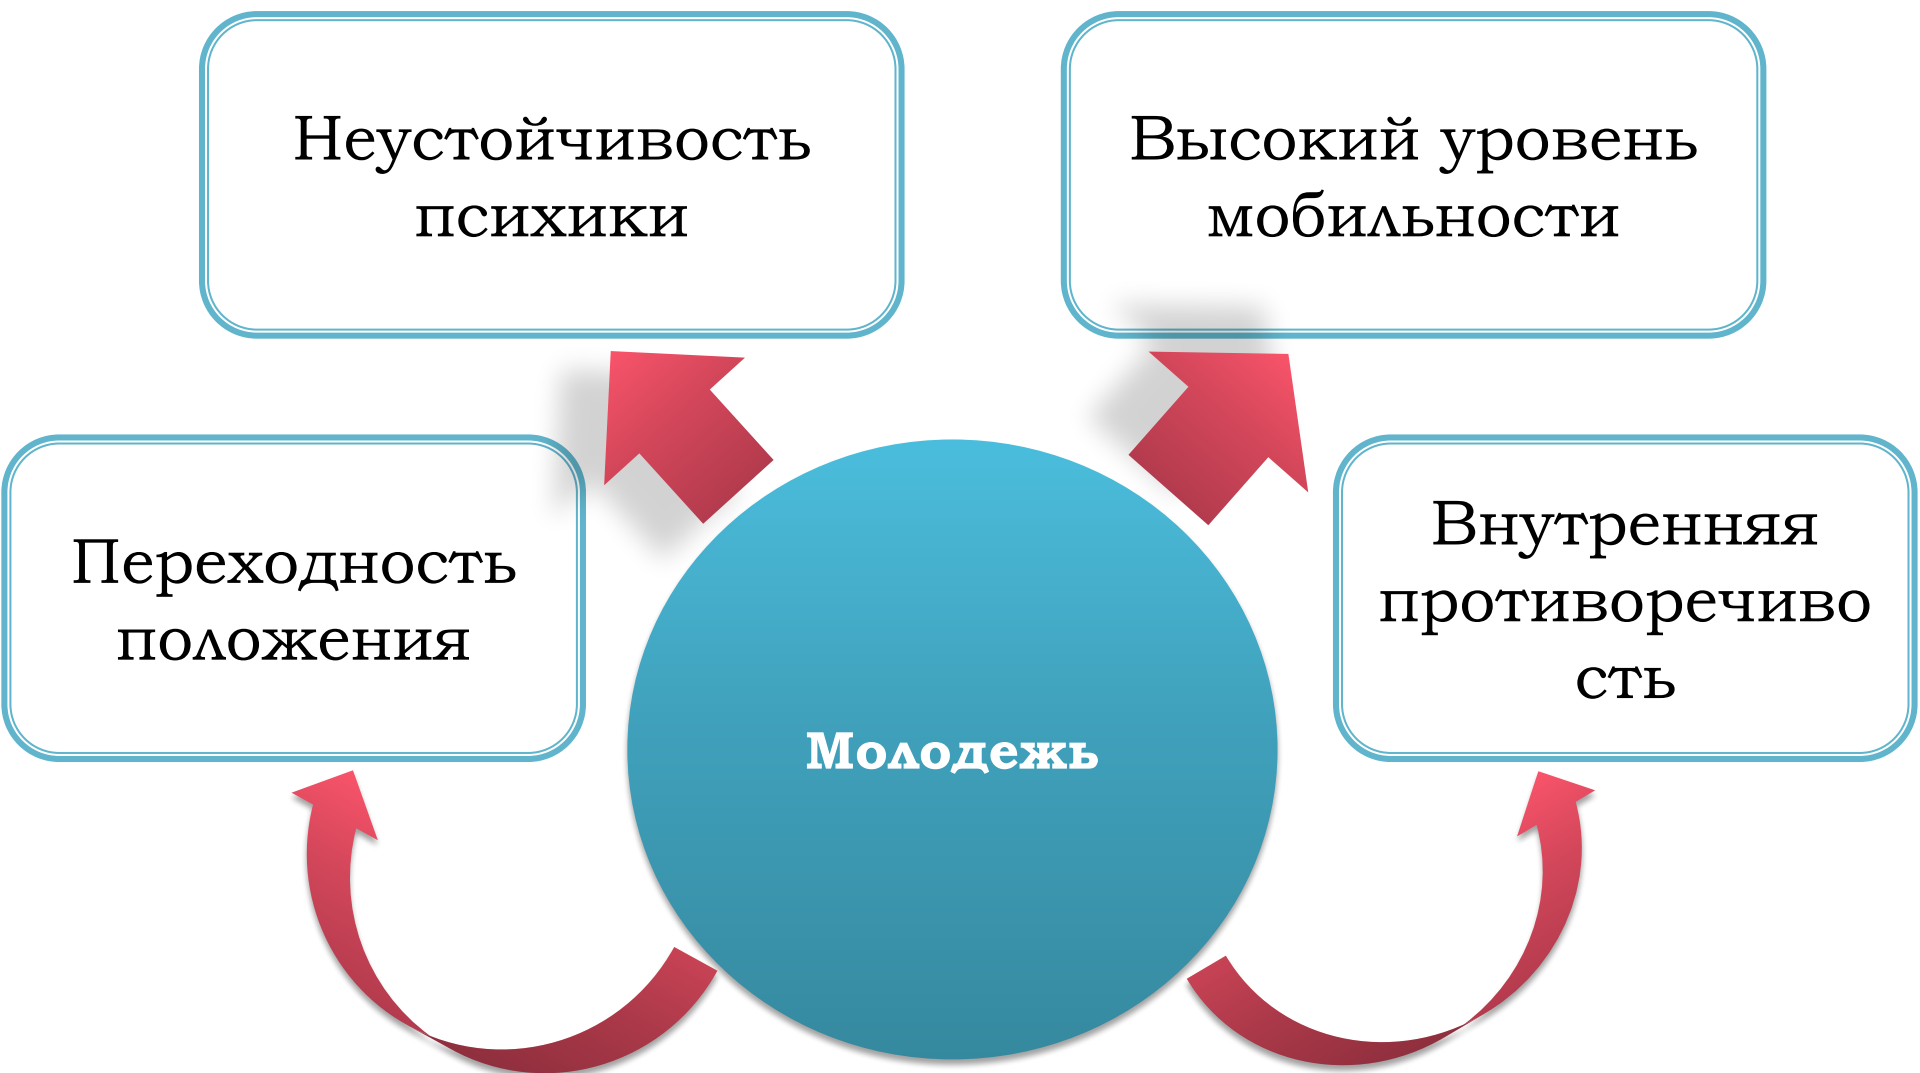 Неустойчивость
психики
Высокий уровень
мобильности
Переходность
положения
Внутренняя
противоречиво
сть
Молодежь